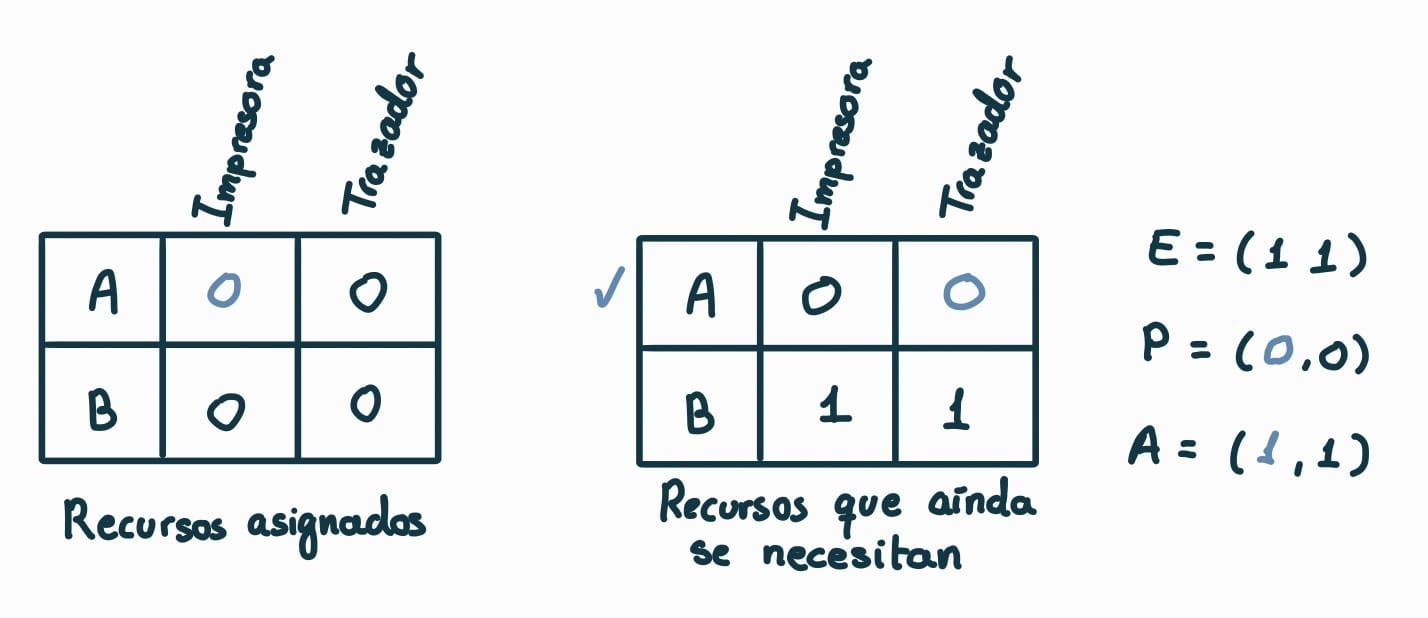 Impresora Trazador
A 0 0
B 0 0
Recursos asignados
Impresora Trazador
✓ A 0 0
B 1 1
Recursos que aínda
se necesitan
E = (1 1)
P = (0,0)
A = (1,1)